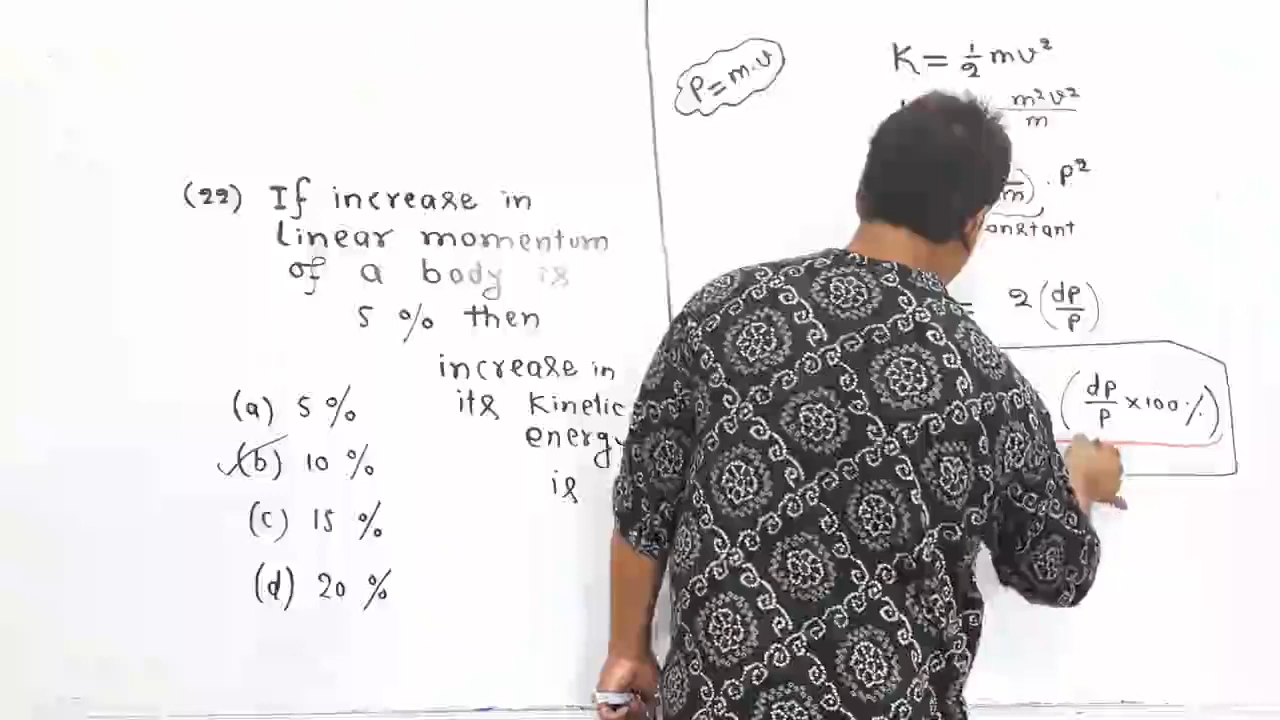 (22) If increase in
Linear momentum
of a body is
5 % then
increase in
its Kinetic
energy
is
(a) 5 %
(b) 10 %
(c) 15 %
(d) 20 %
P = m.v
K = 1/2 mv²
m²v²/m
m) . P²
onstant
= 2 (dP/P)
(dP/P × 100 %)